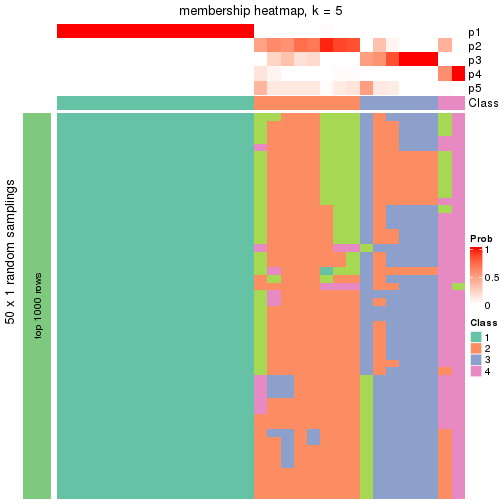 membership heatmap, k = 5
p1
p2
p3
p4
p5
Class
50 x 1 random samplings
top 1000 rows
Prob
1
0.5
0
Class
1
2
3
4